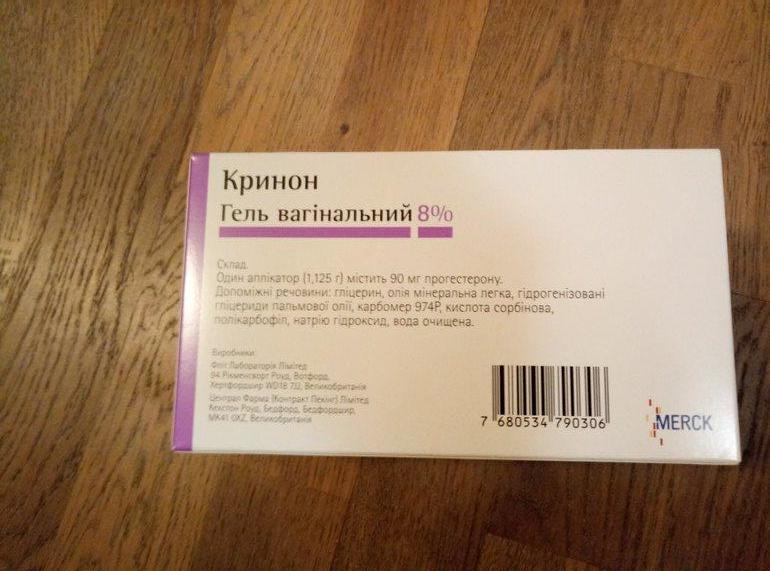 Кринон
Гель вагінальний 8%
Склад.
Один аплікатор (1,125 г) містить 90 мг прогестерону.
Допоміжні речовини: гліцерин, олія мінеральна легка, гідрогенізовані
гліцериди пальмової олії, карбомер 974Р, кислота сорбінова,
полікарбофіл, натрію гідроксид, вода очищена.
Виробники:
Фліт Лабораторіз Лімітед
94 Рікменсворт Роуд, Вотфорд,
Хертфордшир WD18 7JJ, Великобританія
Централ Фарма (Контракт Пекінг) Лімітед
Кекстон Роуд, Бедфорд, Бедфордшир,
MK41 0XZ, Великобританія
7 680534 790306
MERCK